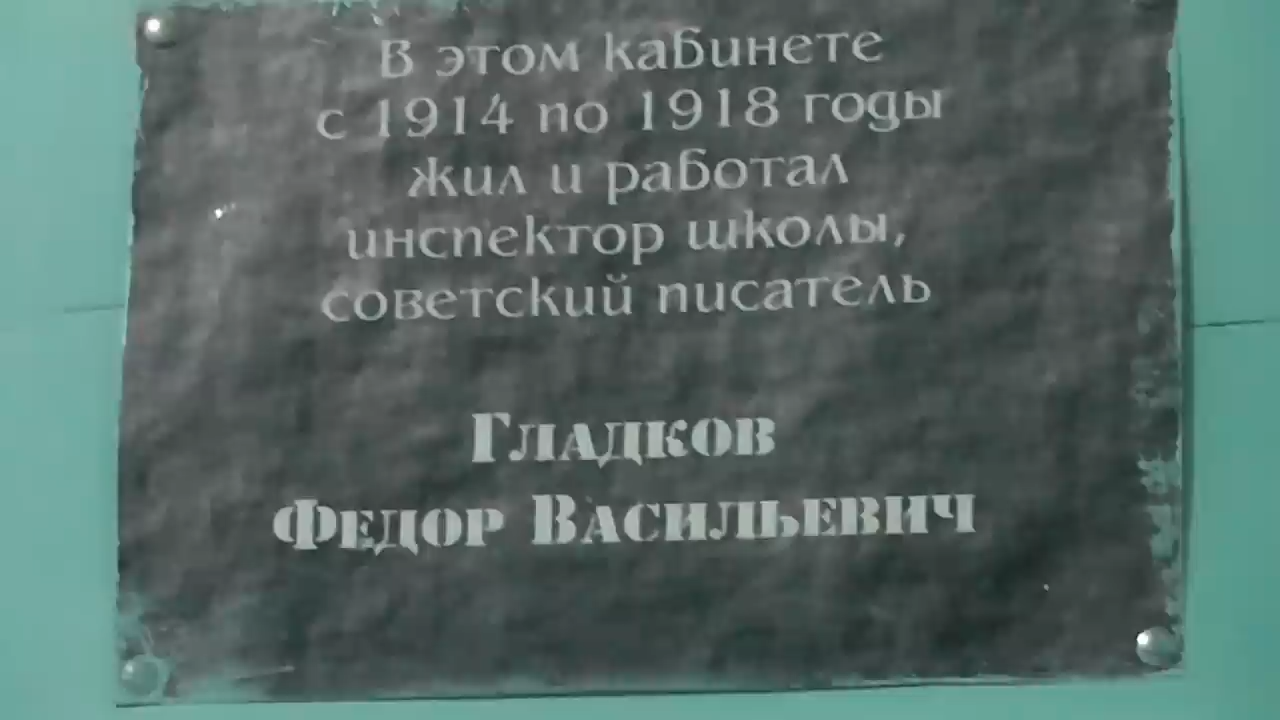 В этом кабинете
с 1914 по 1918 годы
жил и работал
инспектор школы,
советский писатель
Гладков
Федор Васильевич